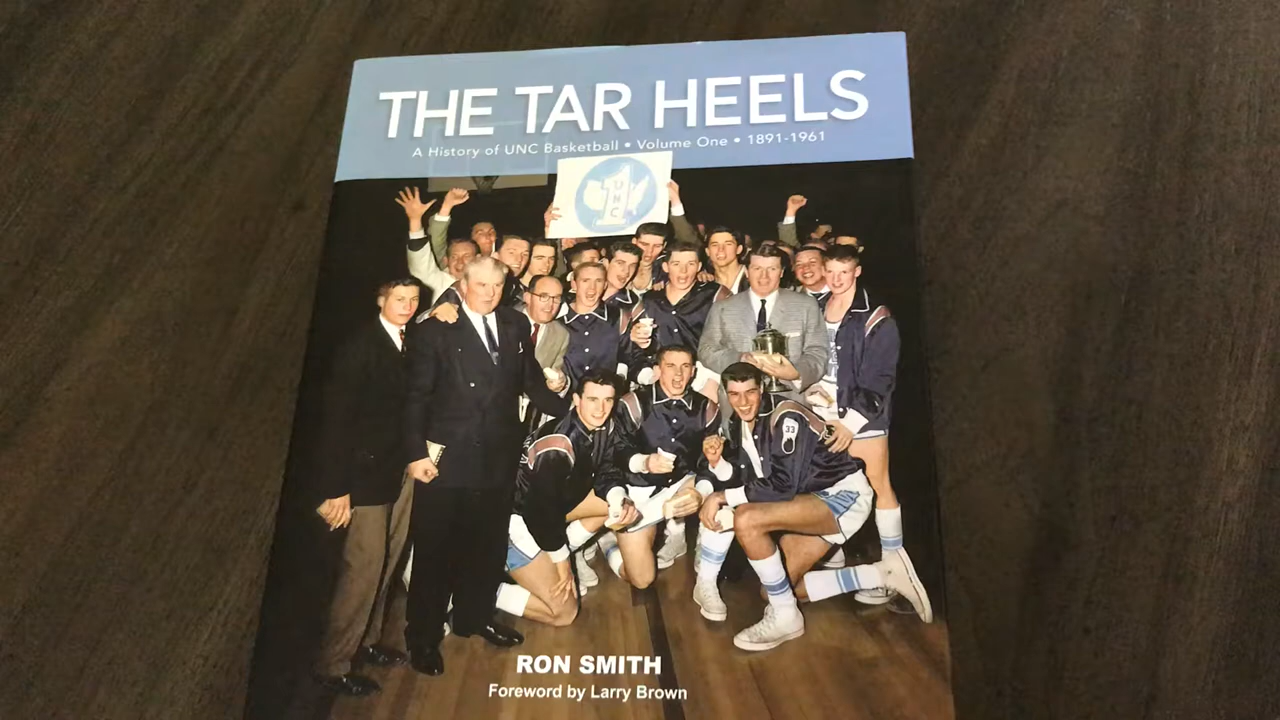 THE TAR HEELS
A History of UNC Basketball • Volume One • 1891-1961
1
UNC
33
RON SMITH
Foreword by Larry Brown